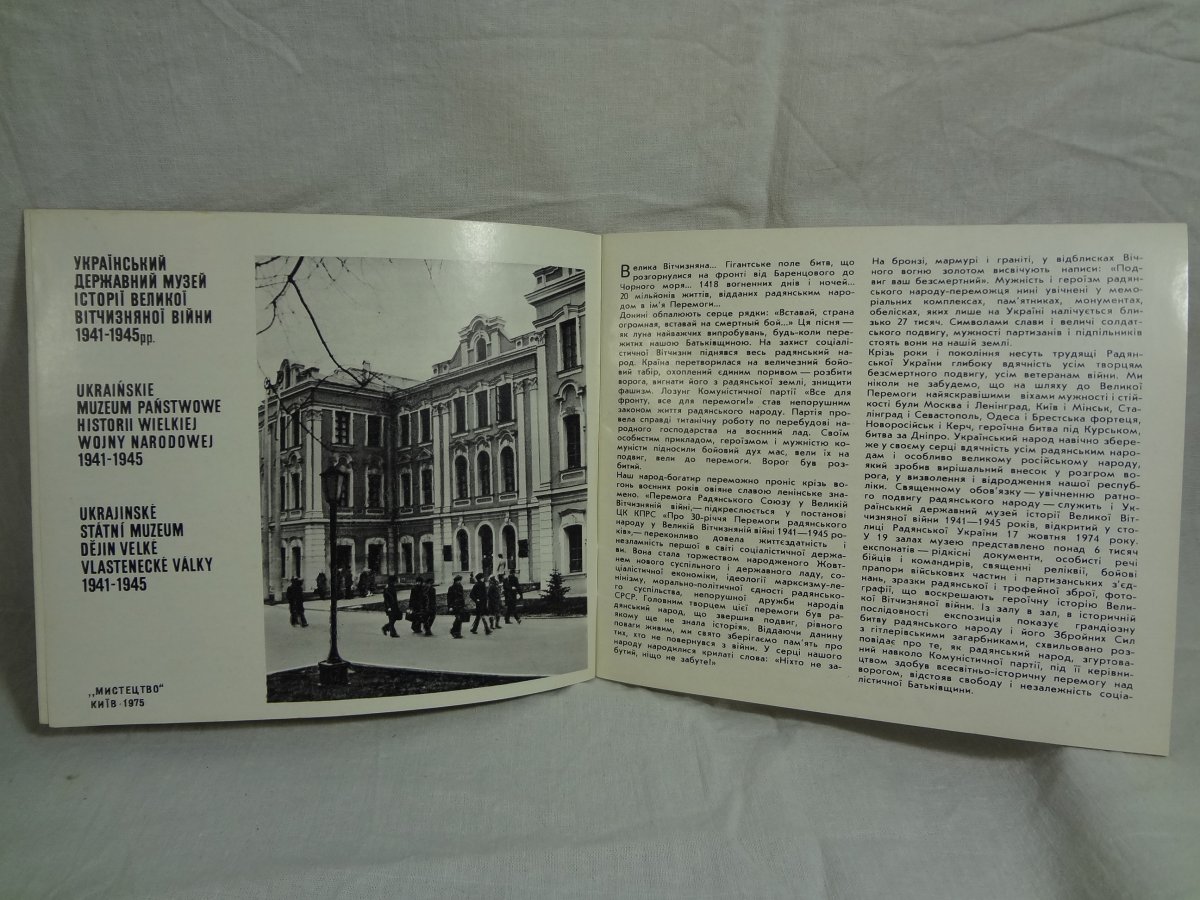 УКРАЇНСЬКИЙ
ДЕРЖАВНИЙ МУЗЕЙ
ІСТОРІЇ ВЕЛИКОЇ
ВІТЧИЗНЯНОЇ ВІЙНИ
1941-1945рр.
UKRAIŃSKIE
MUZEUM PAŃSTWOWE
HISTORII WIELKIEJ
WOJNY NARODOWEJ
1941-1945
UKRAJINSKÉ
STÁTNÍ MUZEUM
DĚJIN VELKÉ
VLASTENECKÉ VÁLKY
1941-1945
„МИСТЕЦТВО"
КИЇВ·1975
Велика Вітчизняна... Гігантське поле битв, що
розгорнулися на фронті від Баренцового до
Чорного моря... 1418 вогненних днів і ночей...
20 мільйонів життів, відданих радянським наро-
дом в ім'я Перемоги...
Донині обпалюють серце рядки: «Вставай, страна
огромная, вставай на смертный бой...» Ця пісня —
як луна найважчих випробувань, будь-коли пере-
житих нашою Батьківщиною. На захист соціалі-
стичної Вітчизни піднявся весь радянський на-
род. Країна перетворилася на величезний бойо-
вий табір, охоплений єдиним поривом — розбити
ворога, вигнати його з радянської землі, знищити
фашизм. Лозунг Комуністичної партії «Все для
фронту, все для перемоги!» став непорушним
законом життя радянського народу. Партія про-
вела справді титанічну роботу по перебудові на-
родного господарства на воєнний лад. Своїм
особистим прикладом, героїзмом і мужністю ко-
муністи підносили бойовий дух мас, вели їх на
подвиг, вели до перемоги. Ворог був роз-
битий.
Наш народ-богатир переможно проніс крізь во-
гонь воєнних років овіяне славою ленінське зна-
мено. «Перемога Радянського Союзу у Великій
Вітчизняній війні,— підкреслюється у постанові
ЦК КПРС «Про 30-річчя Перемоги радянського
народу у Великій Вітчизняній війні 1941—1945 ро-
ків»,— переконливо довела життєздатність і
незламність першої в світі соціалістичної держа-
ви. Вона стала торжеством народженого Жовт-
нем нового суспільного і державного ладу, со-
ціалістичної економіки, ідеології марксизму-ле-
нінізму, морально-політичної єдності радянсько-
го суспільства, непорушної дружби народів
СРСР. Головним творцем цієї перемоги був ра-
дянський народ, що звершив подвиг, рівного
якому ще не знала історія». Віддаючи данину
поваги живим, ми свято зберігаємо пам'ять про
тих, хто не повернувся з війни. У серці нашого
народу народилися крилаті слова: «Ніхто не за-
бутий, ніщо не забуте!»
На бронзі, мармурі і граніті, у відблисках Віч-
ного вогню золотом висвічують написи: «Под-
виг ваш безсмертний». Мужність і героїзм радян-
ського народу-переможця нині увічнені у мемо-
ріальних комплексах, пам'ятниках, монументах,
обелісках, яких лише на Україні налічується бли-
зько 27 тисяч. Символами слави і величі солдат-
ського подвигу, мужності партизанів і підпільників
стоять вони на нашій землі.
Крізь роки і покоління несуть трудящі Радян-
ської України глибоку вдячність усім творцям
безсмертного подвигу, усім ветеранам війни. Ми
ніколи не забудемо, що на шляху до Великої
Перемоги найяскравішими віхами мужності і стій-
кості були Москва і Ленінград, Київ і Мінськ, Ста-
лінград і Севастополь, Одеса і Брестська фортеця,
Новоросійськ і Керч, героїчна битва під Курськом,
битва за Дніпро. Український народ навічно збере-
же у своєму серці вдячність усім радянським наро-
дам і особливо великому російському народу,
який зробив вирішальний внесок у розгром во-
рога, у визволення і відродження нашої респуб-
ліки. Священному обов'язку — увічненню ратно-
го подвигу радянського народу — служить і Ук-
раїнський державний музей історії Великої Віт-
чизняної війни 1941—1945 років, відкритий у сто-
лиці Радянської України 17 жовтня 1974 року.
У 19 залах музею представлено понад 6 тисяч
експонатів — рідкісні документи, особисті речі
бійців і командирів, священні реліквії, бойові
прапори військових частин і партизанських з'єд-
нань, зразки радянської і трофейної зброї, фото-
графії, що воскрешають героїчну історію Вели-
кої Вітчизняної війни. Із залу в зал, в історичній
послідовності експозиція показує грандіозну
битву радянського народу і його Збройних Сил
з гітлерівськими загарбниками, схвильовано роз-
повідає про те, як радянський народ, згуртова-
ний навколо Комуністичної партії, під її керівни-
цтвом здобув всесвітньо-історичну перемогу над
ворогом, відстояв свободу і незалежність соціа-
лістичної Батьківщини.